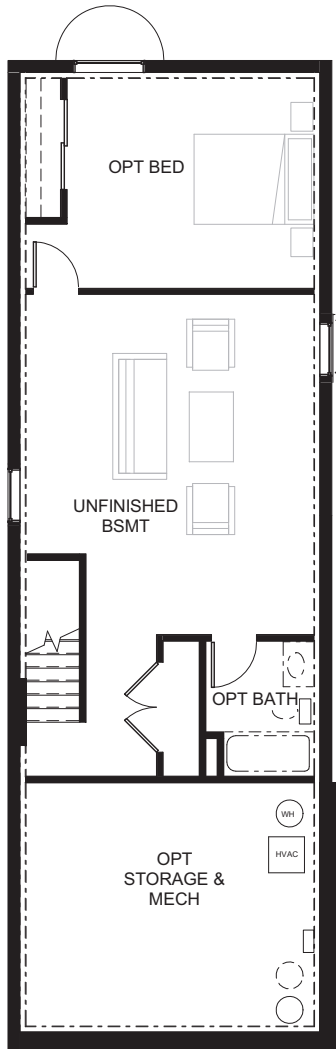 OPT BED
UNFINISHED
BSMT
OPT BATH
WH
HVAC
OPT
STORAGE &
MECH